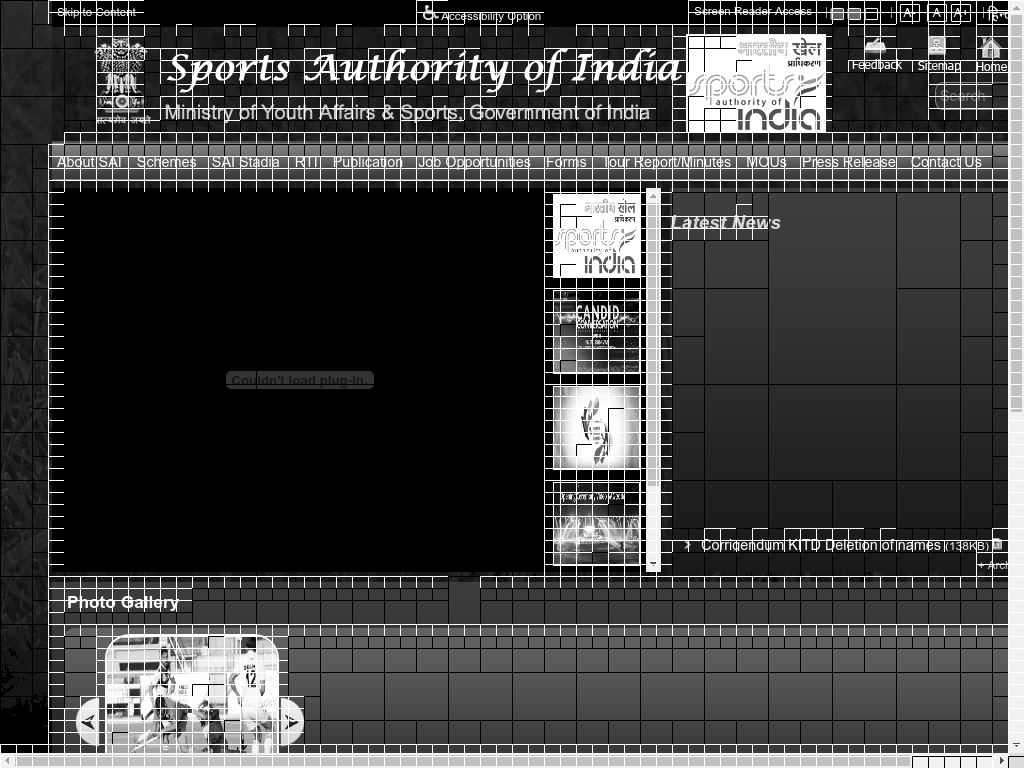 Skip to Content
Accessibility Option
Screen Reader Access
A-
A
A+
Sports Authority of India
Ministry of Youth Affairs & Sports, Government of India
भारतीय खेल
प्राधिकरण
sports
authority of
india
Feedback
Sitemap
Home
Search
About SAI
Schemes
SAI Stadia
RTI
Publication
Job Opportunities
Forms
Tour Report/Minutes
MOUs
Press Release
Contact Us
भारतीय खेल
प्राधिकरण
sports
authority of
india
Latest News
CANDID
CONVERSATION
Couldn't load plug-in.
Corrigendum KITD Deletion of names (138KB)
+ Arch
Photo Gallery
12